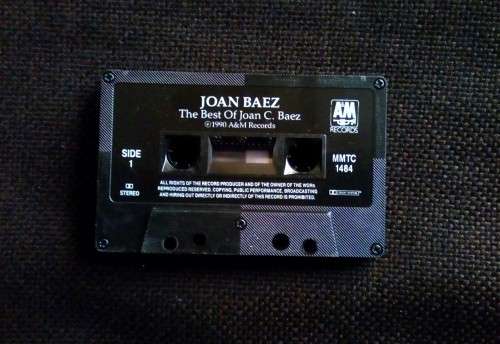 JOAN BAEZ
The Best Of Joan C. Baez
℗1990 A&M Records
A&M
RECORDS
SIDE
1
MMTC
1484
STEREO
ALL RIGHTS OF THE RECORD PRODUCER AND OF THE OWNER OF THE WORK
REPRODUCED RESERVED. COPYING, PUBLIC PERFORMANCE, BROADCASTING
AND HIRING OUT DIRECTLY OR INDIRECTLY OF THIS RECORD IS PROHIBITED.